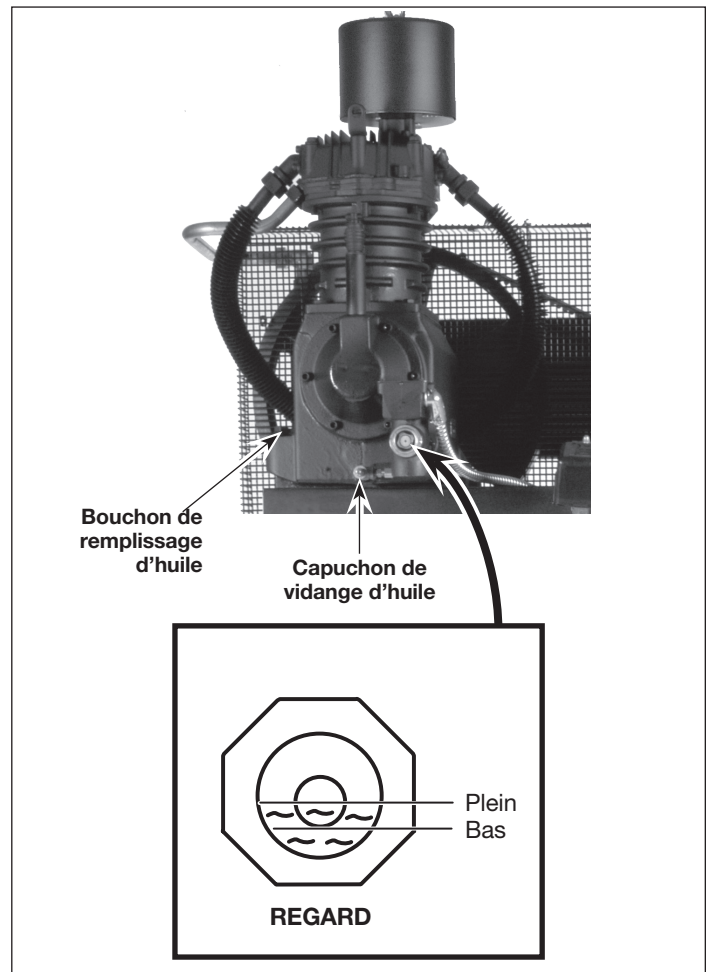 Bouchon de
remplissage
d'huile
Capuchon de
vidange d'huile
Plein
Bas
REGARD